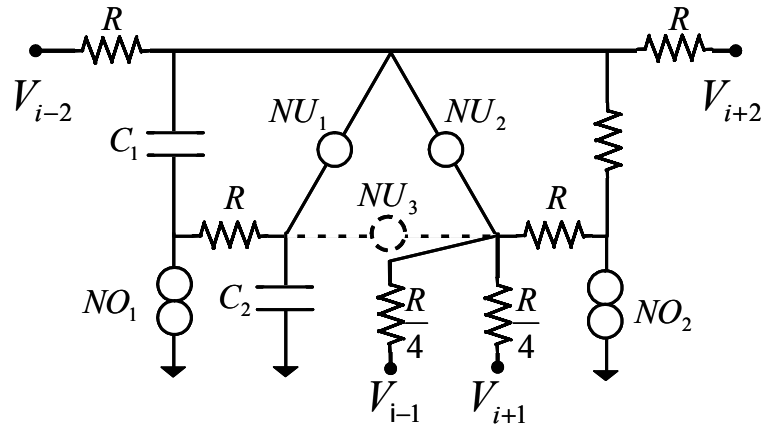 R R
V_{i-2} V_{i+2}
C_1 NU_1 NU_2
R NU_3 R
NO_1 C_2 R/4 R/4 NO_2
V_{i-1} V_{i+1}